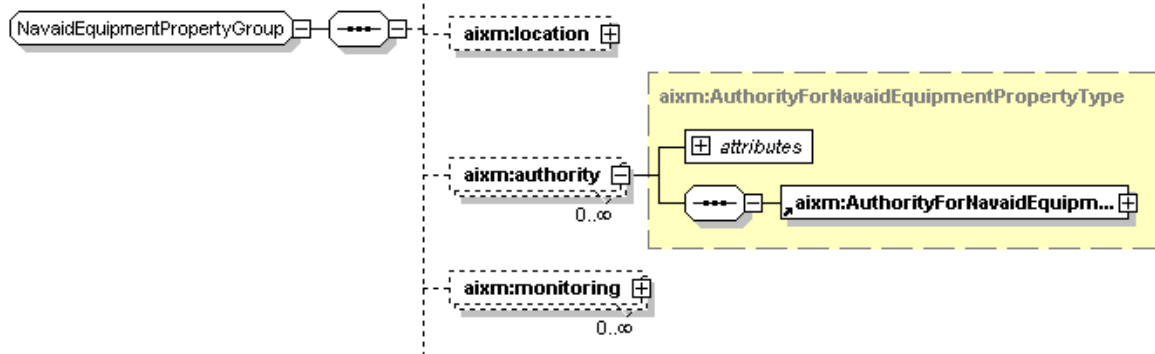 NavaidEquipmentPropertyGroup
aixm:location
aixm:AuthorityForNavaidEquipmentPropertyType
attributes
aixm:authority
aixm:AuthorityForNavaidEquipm...
0..∞
aixm:monitoring
0..∞